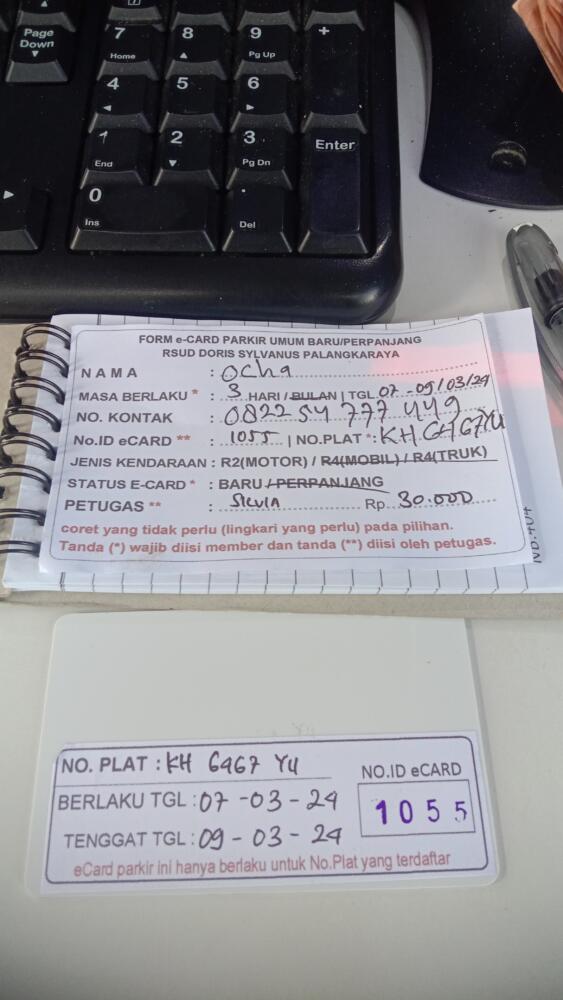 Page
Down
7
Home
8
9
Pg Up
+
4
5
6
1
End
2
3
Pg Dn
Enter
0
Ins
.
Del
FORM e-CARD PARKIR UMUM BARU/PERPANJANG
RSUD DORIS SYLVANUS PALANGKARAYA
NAMA : Ocha
MASA BERLAKU * : 3 HARI / BULAN | TGL. 07 - 09/03/24
NO. KONTAK : 0822 54 777 449
No.ID eCARD ** : 1055 | NO.PLAT *: KH 6467 YU
JENIS KENDARAAN : R2(MOTOR) / R4(MOBIL) / R4(TRUK)
STATUS E-CARD * : BARU / PERPANJANG
PETUGAS ** : Silvia Rp. 30.000
coret yang tidak perlu (lingkari yang perlu) pada pilihan.
Tanda (*) wajib diisi member dan tanda (**) diisi oleh petugas.
NO. PLAT : KH 6467 YU
NO.ID eCARD
1055
BERLAKU TGL : 07 - 03 - 24
TENGGAT TGL : 09 - 03 - 24
eCard parkir ini hanya berlaku untuk No.Plat yang terdaftar